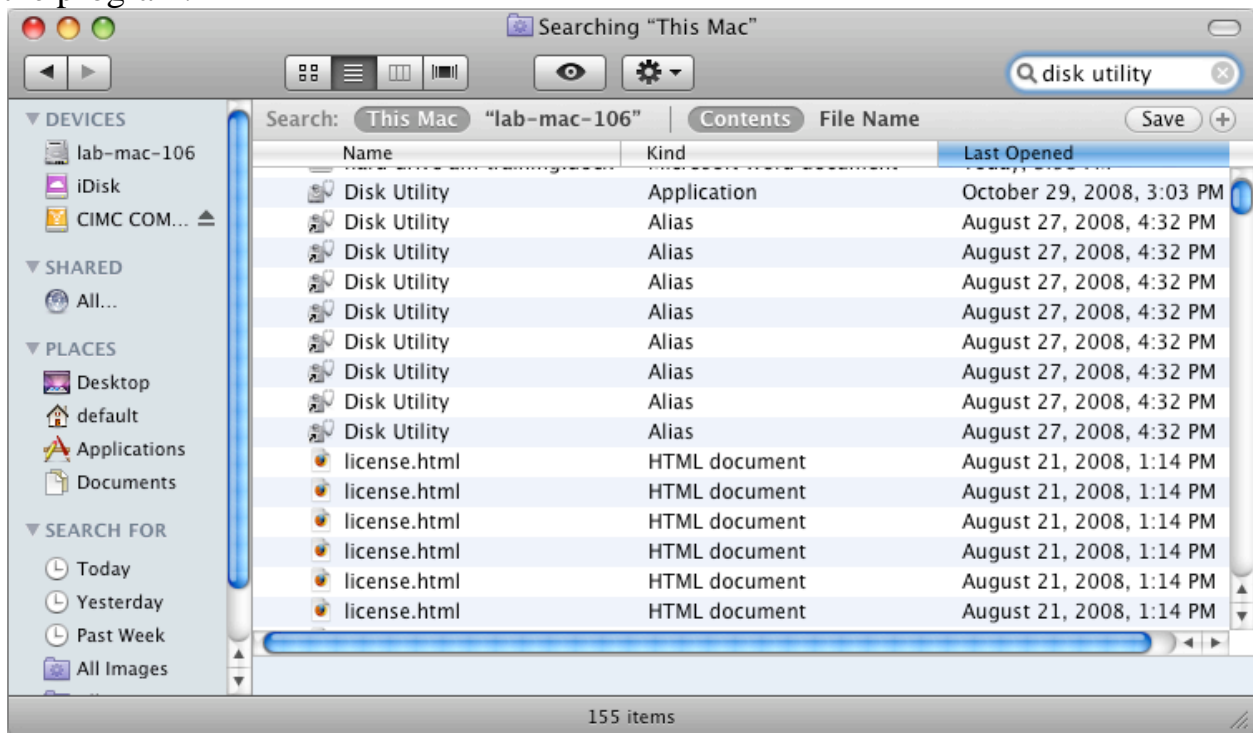 the program.
Searching "This Mac"
disk utility
Search: This Mac "lab-mac-106" Contents File Name Save
Name Kind Last Opened
Disk Utility Application October 29, 2008, 3:03 PM
Disk Utility Alias August 27, 2008, 4:32 PM
Disk Utility Alias August 27, 2008, 4:32 PM
Disk Utility Alias August 27, 2008, 4:32 PM
Disk Utility Alias August 27, 2008, 4:32 PM
Disk Utility Alias August 27, 2008, 4:32 PM
Disk Utility Alias August 27, 2008, 4:32 PM
Disk Utility Alias August 27, 2008, 4:32 PM
Disk Utility Alias August 27, 2008, 4:32 PM
license.html HTML document August 21, 2008, 1:14 PM
license.html HTML document August 21, 2008, 1:14 PM
license.html HTML document August 21, 2008, 1:14 PM
license.html HTML document August 21, 2008, 1:14 PM
license.html HTML document August 21, 2008, 1:14 PM
license.html HTML document August 21, 2008, 1:14 PM
DEVICES
lab-mac-106
iDisk
CIMC COM...
SHARED
All...
PLACES
Desktop
default
Applications
Documents
SEARCH FOR
Today
Yesterday
Past Week
All Images
155 items